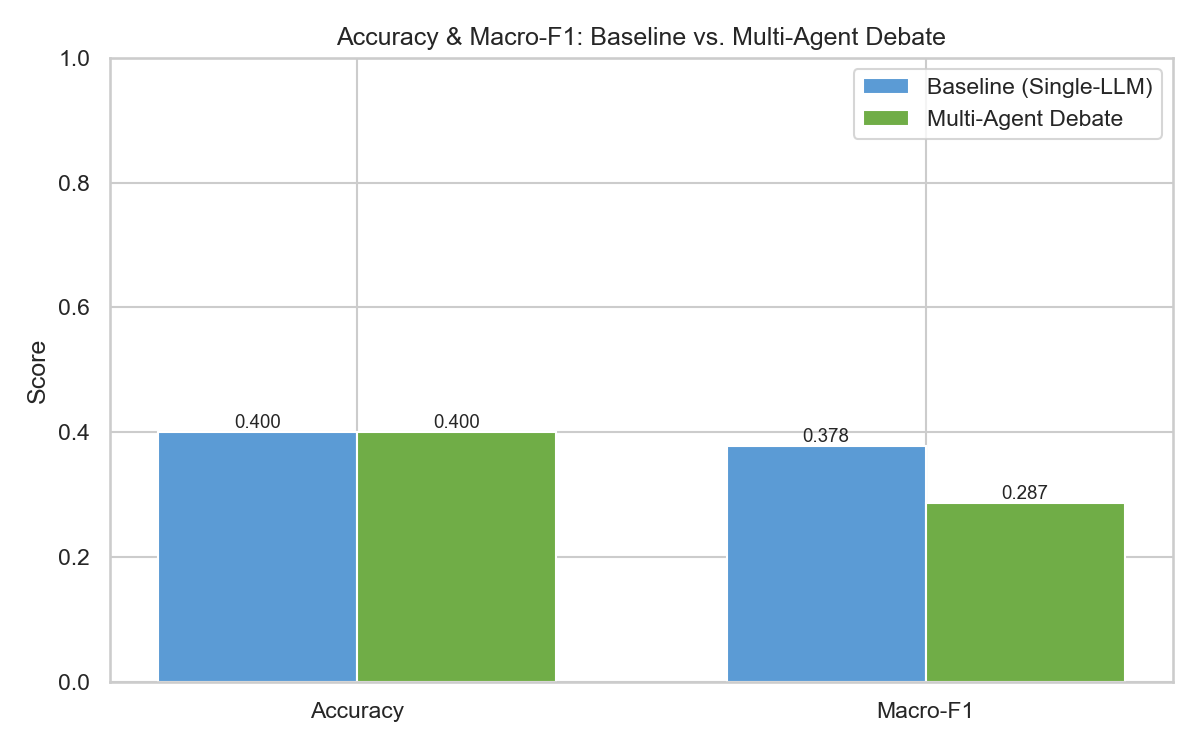 Accuracy & Macro-F1: Baseline vs. Multi-Agent Debate
1.0
Baseline (Single-LLM)
Multi-Agent Debate
0.8
0.6
Score
0.4
0.400
0.400
0.378
0.287
0.2
0.0
Accuracy
Macro-F1